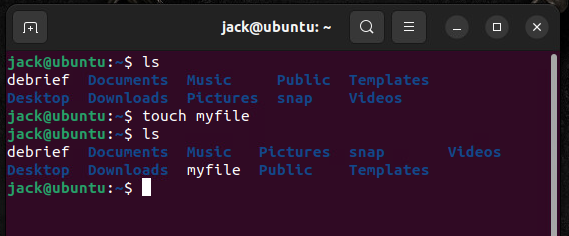 jack@ubuntu: ~
jack@ubuntu:~$ ls
debrief  Documents  Music     Public  Templates
Desktop  Downloads  Pictures  snap    Videos
jack@ubuntu:~$ touch myfile
jack@ubuntu:~$ ls
debrief  Documents  Music   Pictures  snap       Videos
Desktop  Downloads  myfile  Public    Templates
jack@ubuntu:~$